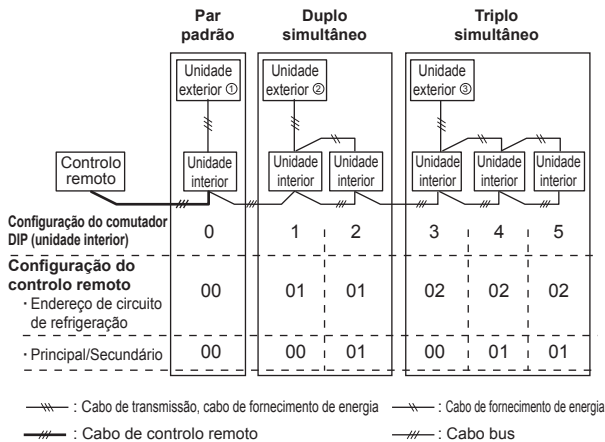 Par padrão
Duplo simultâneo
Triplo simultâneo
Unidade exterior ①
Unidade exterior ②
Unidade exterior ③
Controlo remoto
Unidade interior
Unidade interior
Unidade interior
Unidade interior
Unidade interior
Unidade interior
Configuração do comutador DIP (unidade interior)
0 1 2 3 4 5
Configuração do controlo remoto
· Endereço de circuito de refrigeração
00 01 01 02 02 02
· Principal/Secundário
00 00 01 00 01 01
: Cabo de transmissão, cabo de fornecimento de energia
: Cabo de fornecimento de energia
: Cabo de controlo remoto
: Cabo bus